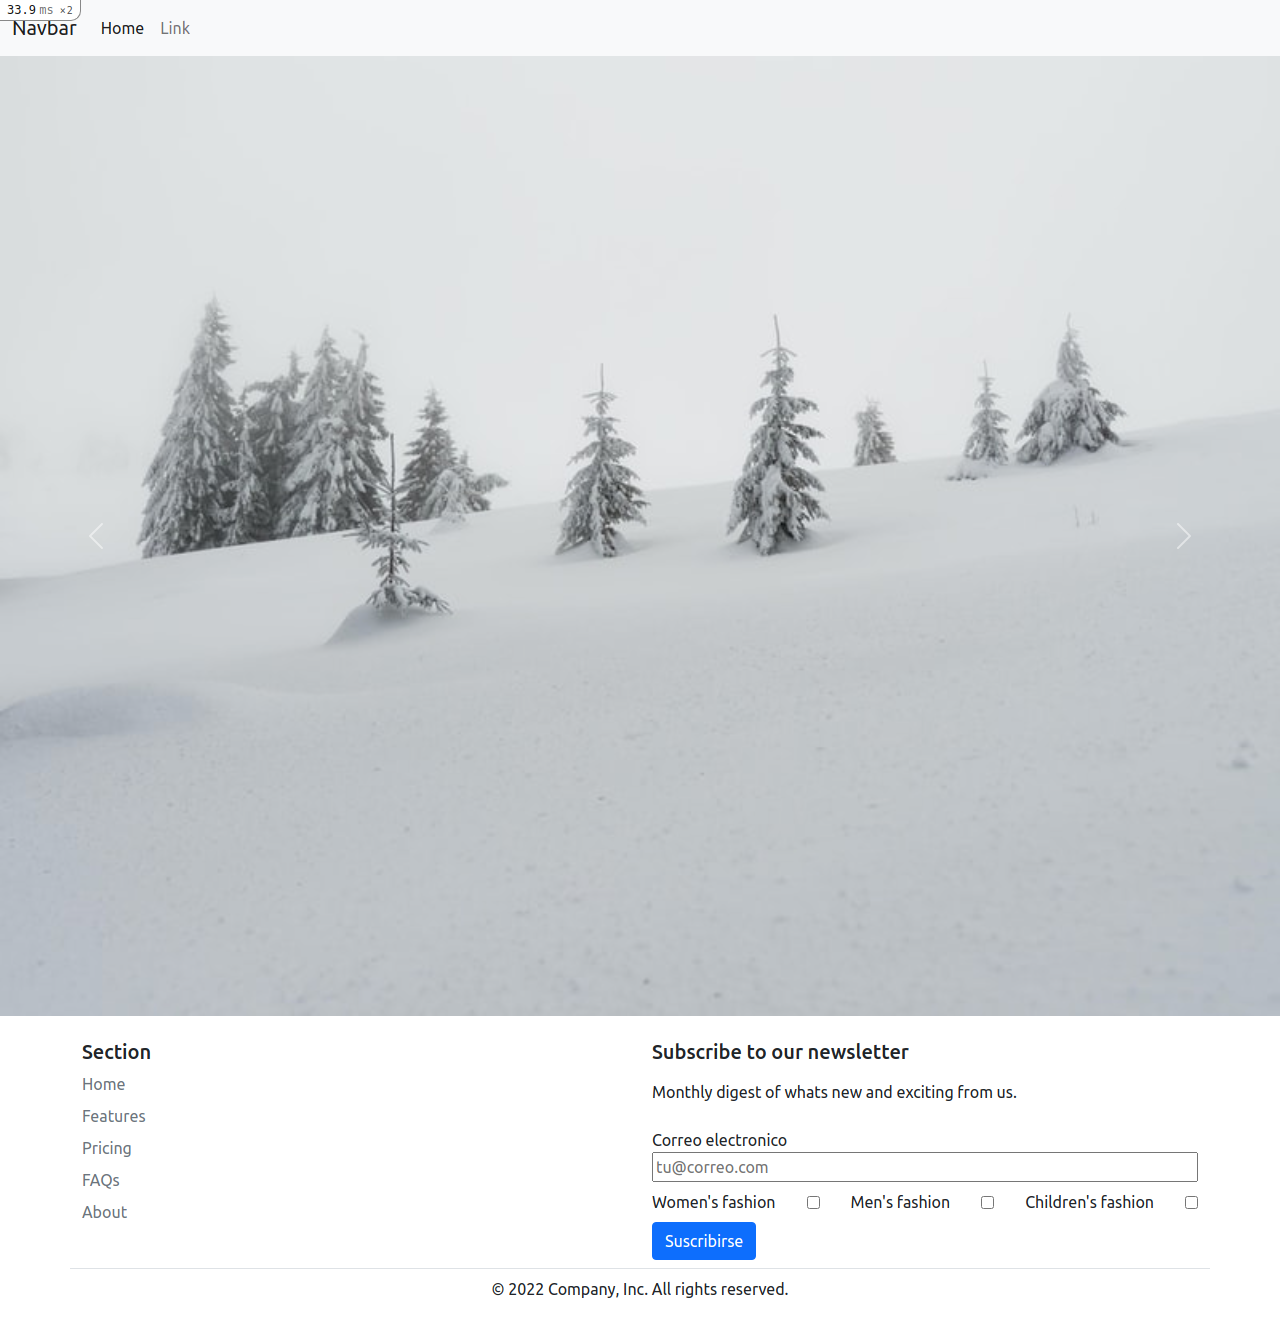 33.9 ms ×2
Navbar Home Link
Section
Home
Features
Pricing
FAQs
About
Subscribe to our newsletter
Monthly digest of whats new and exciting from us.
Correo electronico
tu@correo.com
Women's fashion Men's fashion Children's fashion
Suscribirse
© 2022 Company, Inc. All rights reserved.